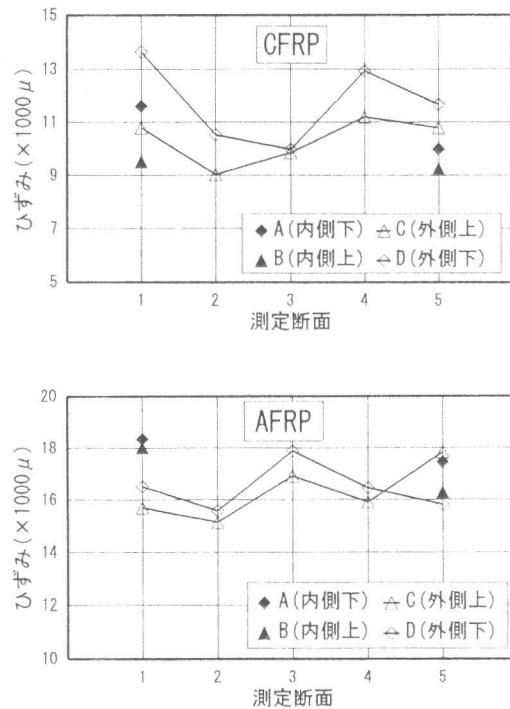 CFRP
ひずみ(×1000μ)
15
13
11
9
7
5
◆ A(内側下) △ C(外側上)
▲ B(内側上) ◇ D(外側下)
1 2 3 4 5
測定断面
AFRP
ひずみ(×1000μ)
20
18
16
14
12
10
◆ A(内側下) △ C(外側上)
▲ B(内側上) ◇ D(外側下)
1 2 3 4 5
測定断面